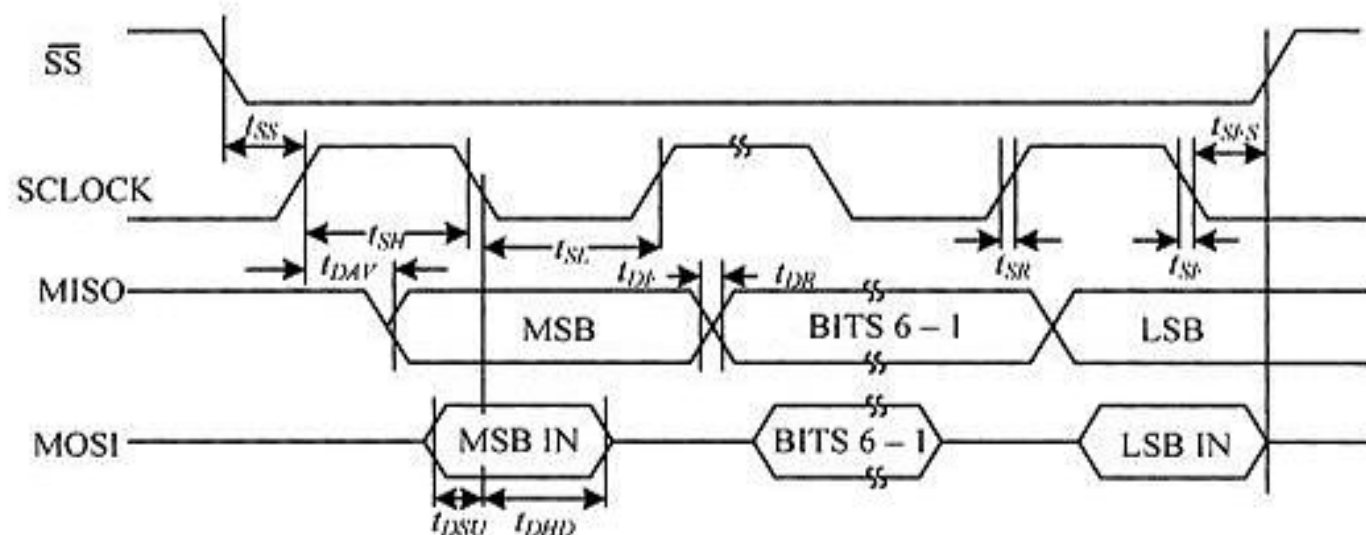 SS
tSS
tSFS
SCLOCK
tSH
tSL
tSR
tSF
tDAV
tDF
tDR
MISO
MSB
BITS 6 – 1
LSB
MOSI
MSB IN
BITS 6 – 1
LSB IN
tDSU
tDHD